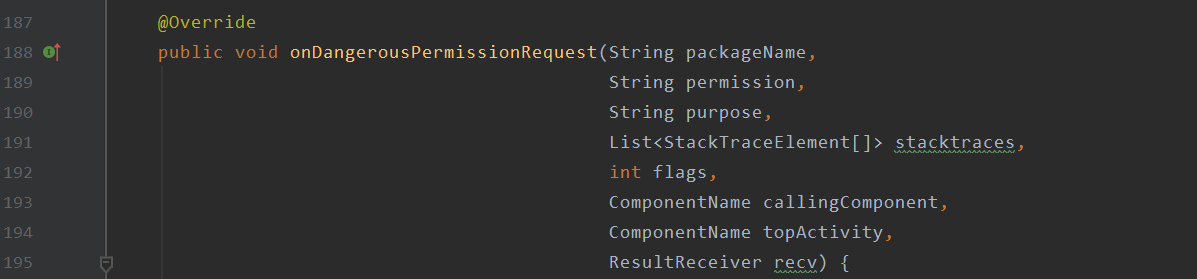 187 @Override
188 public void onDangerousPermissionRequest(String packageName,
189 String permission,
190 String purpose,
191 List<StackTraceElement[]> stacktraces,
192 int flags,
193 ComponentName callingComponent,
194 ComponentName topActivity,
195 ResultReceiver recv) {